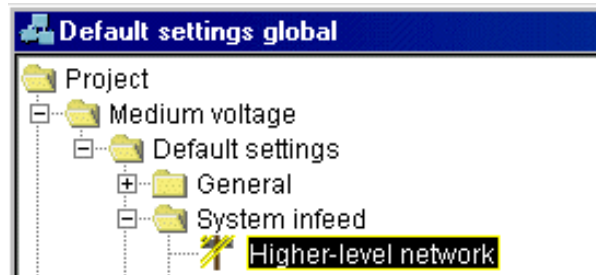 Default settings global
Project
Medium voltage
Default settings
General
System infeed
Higher-level network